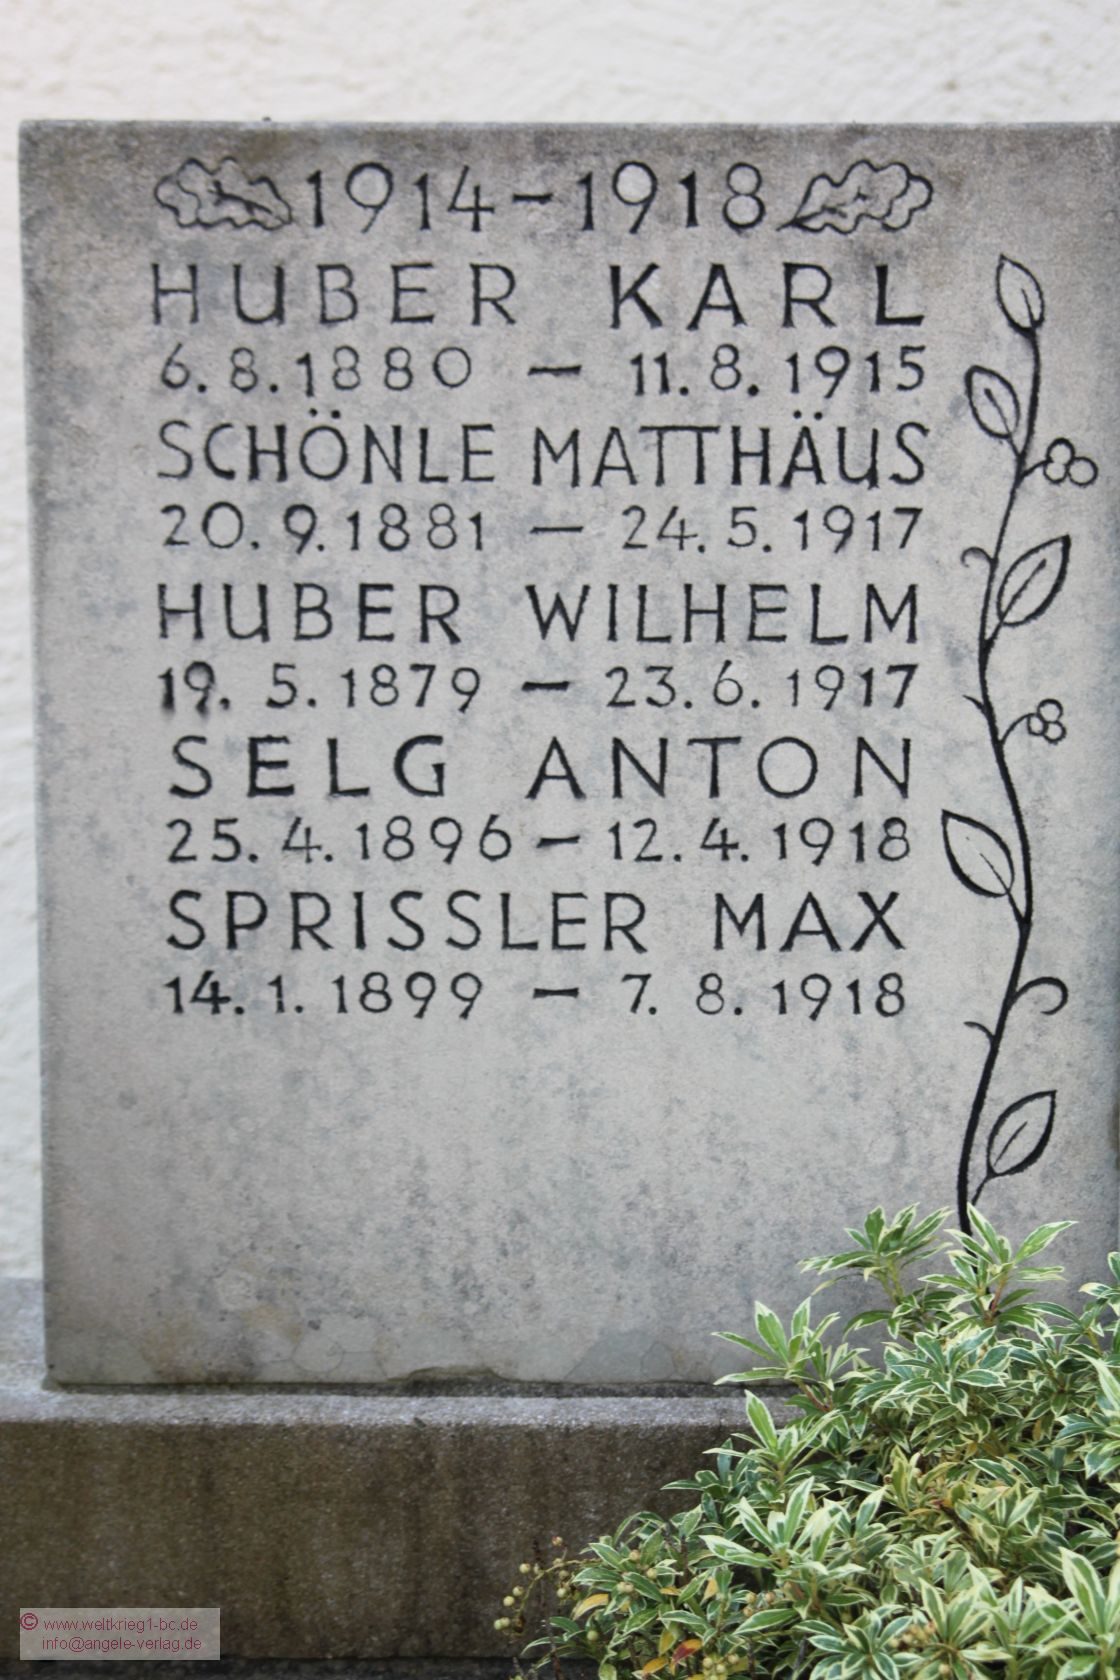 1914-1918
HUBER KARL
6.8.1880 - 11.8.1915
SCHÖNLE MATTHÄUS
20.9.1881 - 24.5.1917
HUBER WILHELM
19.5.1879 - 23.6.1917
SELG ANTON
25.4.1896 - 12.4.1918
SPRISSLER MAX
14.1.1899 - 7.8.1918
© www.weltkrieg1-bc.de
info@angele-verlag.de